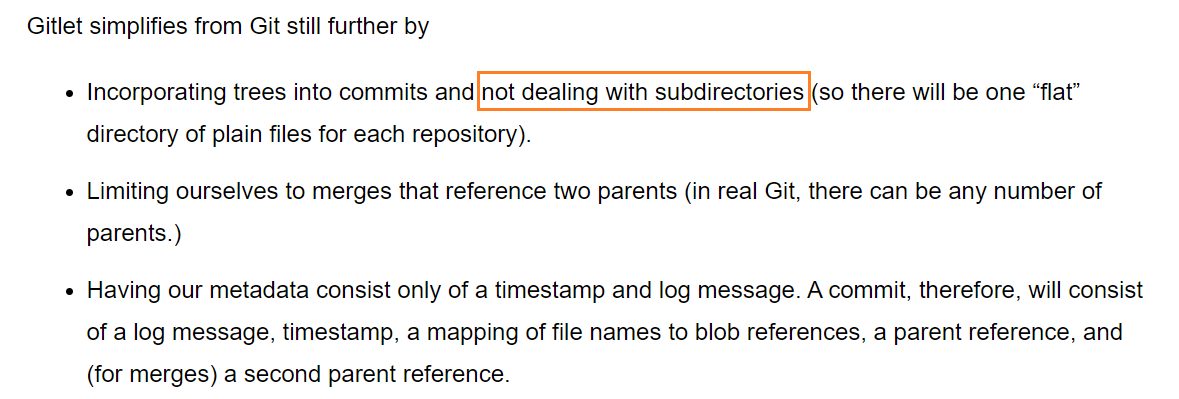 Gitlet simplifies from Git still further by
• Incorporating trees into commits and not dealing with subdirectories (so there will be one “flat”
directory of plain files for each repository).
• Limiting ourselves to merges that reference two parents (in real Git, there can be any number of
parents.)
• Having our metadata consist only of a timestamp and log message. A commit, therefore, will consist
of a log message, timestamp, a mapping of file names to blob references, a parent reference, and
(for merges) a second parent reference.